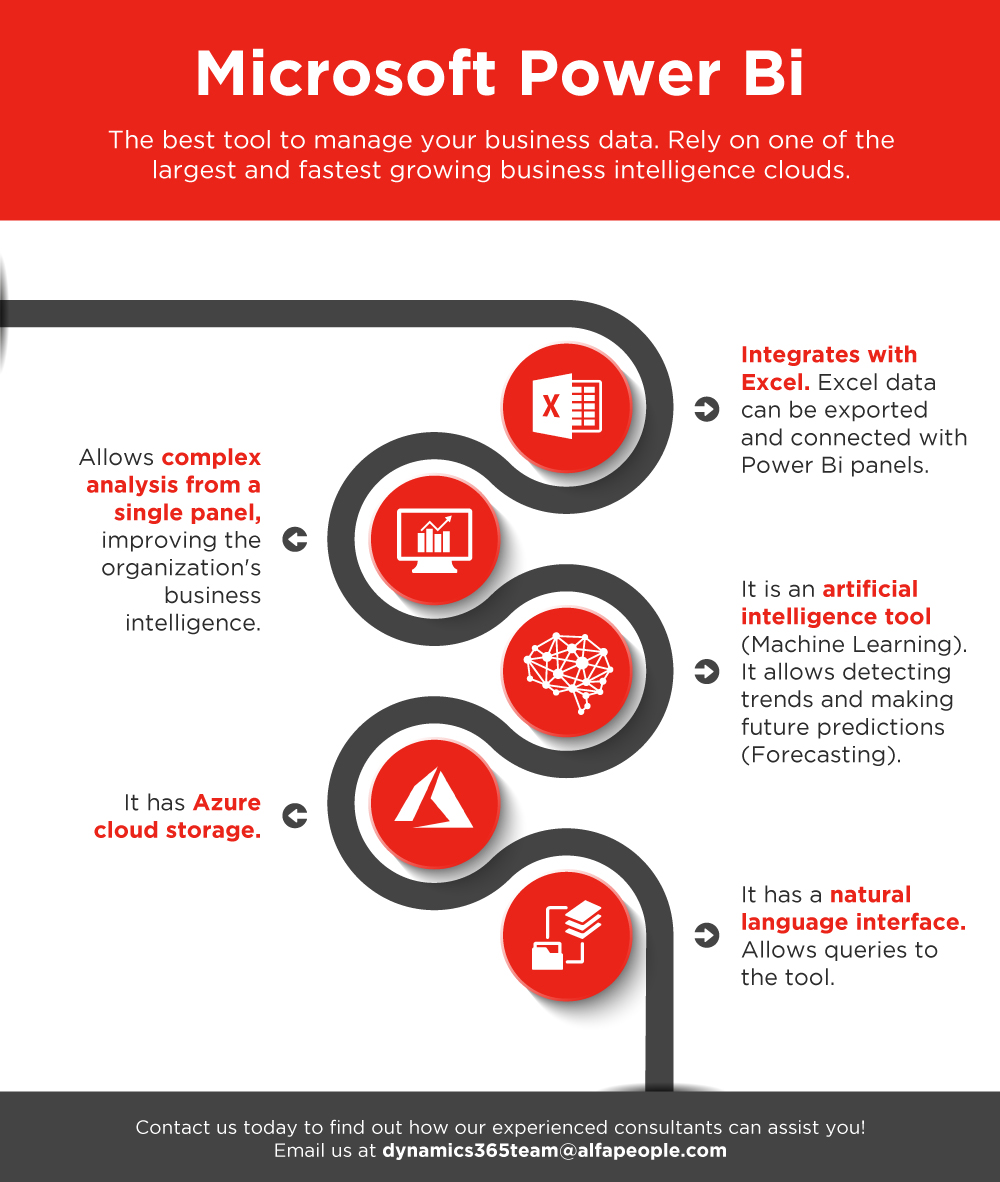 Microsoft Power Bi
The best tool to manage your business data. Rely on one of the
largest and fastest growing business intelligence clouds.
X
Integrates with
Excel. Excel data
can be exported
and connected with
Power Bi panels.
Allows complex
analysis from a
single panel,
improving the
organization's
business
intelligence.
It is an artificial
intelligence tool
(Machine Learning).
It allows detecting
trends and making
future predictions
(Forecasting).
It has Azure
cloud storage.
It has a natural
language interface.
Allows queries to
the tool.
Contact us today to find out how our experienced consultants can assist you!
Email us at dynamics365team@alfapeople.com